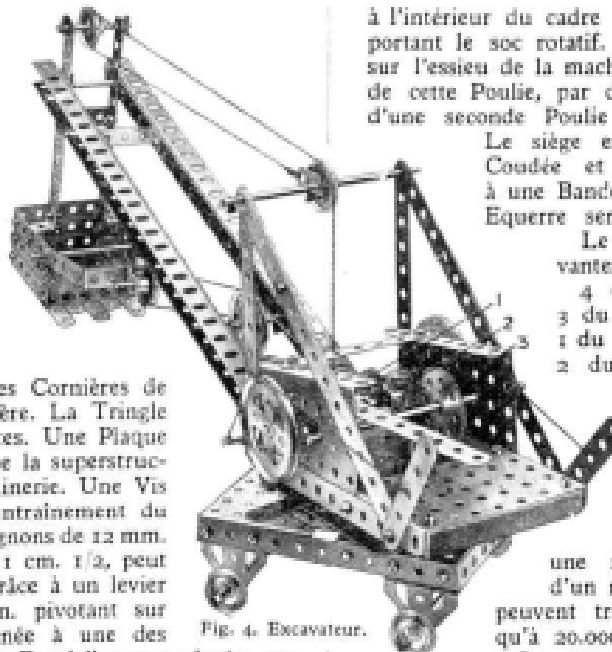 à l'intérieur du cadre
portant le soc rotatif.
sur l'essieu de la mach
de cette Poulie, par
d'une seconde Poulie
Le siège e
Coudée et
à une Bande
Equerre ser
Le
vante
4
3 du
1 du
2 du
1
2
3
es Cornières de
ère. La Tringle
es. Une Plaque
e la superstruc-
inerie. Une Vis
ntraînement du
gnons de 12 mm.
1 cm. 1/2, peut
râce à un levier
n. pivotant sur
née à une des
Fig. 4. Excavateur.
une
d'un
peuvent tr
qu'à 20.000